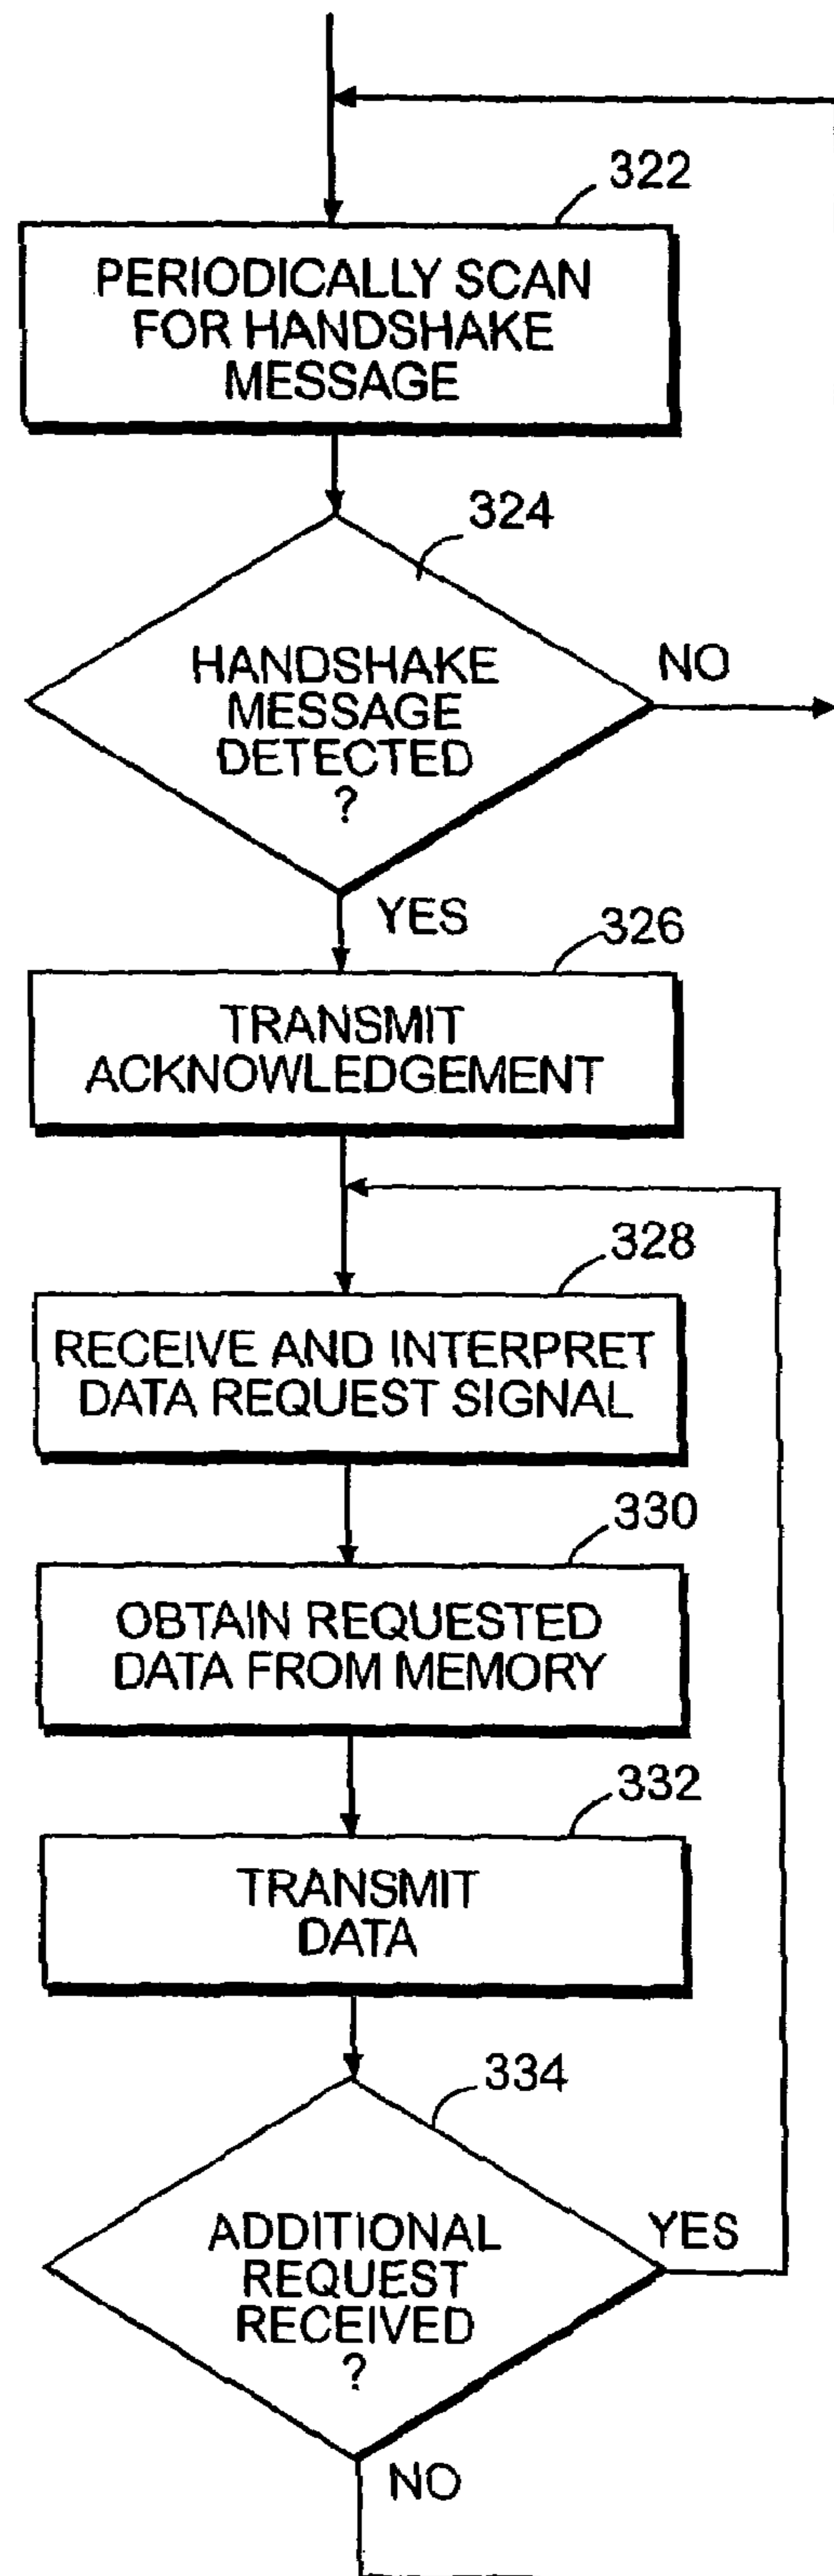 322
PERIODICALLY SCAN
FOR HANDSHAKE
MESSAGE
324
HANDSHAKE
MESSAGE
DETECTED
?
NO
YES
326
TRANSMIT
ACKNOWLEDGEMENT
328
RECEIVE AND INTERPRET
DATA REQUEST SIGNAL
330
OBTAIN REQUESTED
DATA FROM MEMORY
332
TRANSMIT
DATA
334
ADDITIONAL
REQUEST
RECEIVED
?
YES
NO